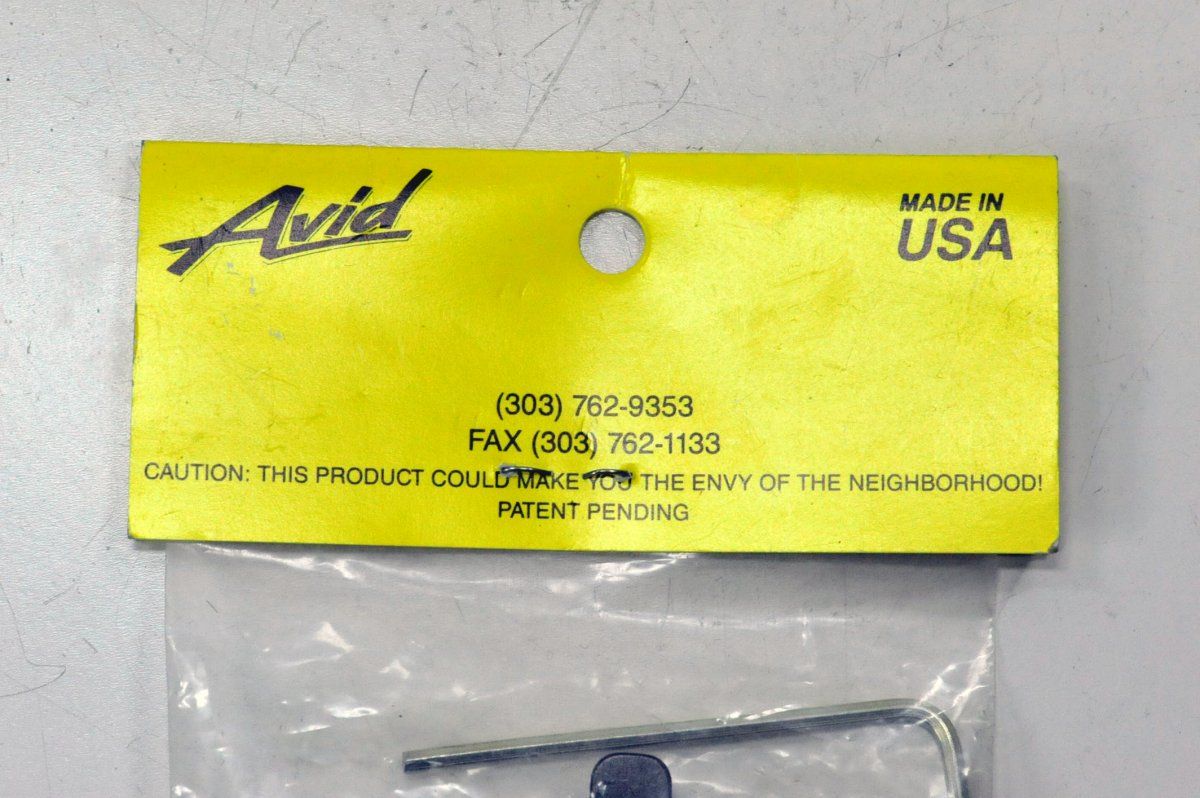 Avid
MADE IN
USA
(303) 762-9353
FAX (303) 762-1133
CAUTION: THIS PRODUCT COULD MAKE YOU THE ENVY OF THE NEIGHBORHOOD!
PATENT PENDING